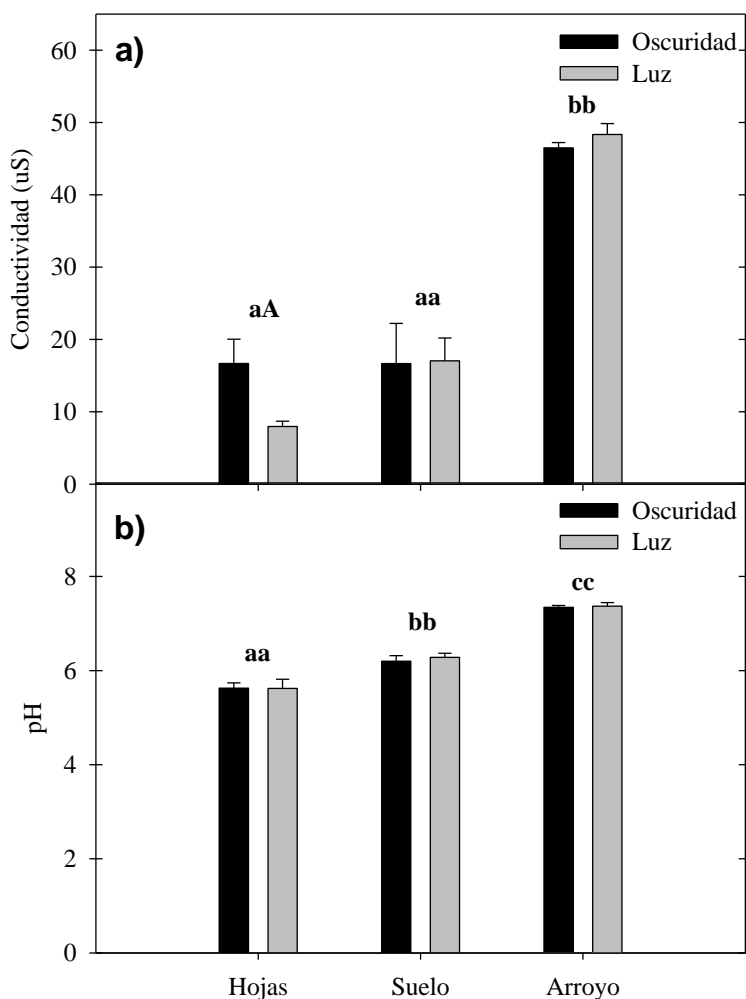 a)
Oscuridad
Luz
60
50
40
30
20
10
0
Conductividad (uS)
aA
aa
bb
b)
Oscuridad
Luz
8
6
4
2
0
pH
aa
bb
cc
Hojas Suelo Arroyo